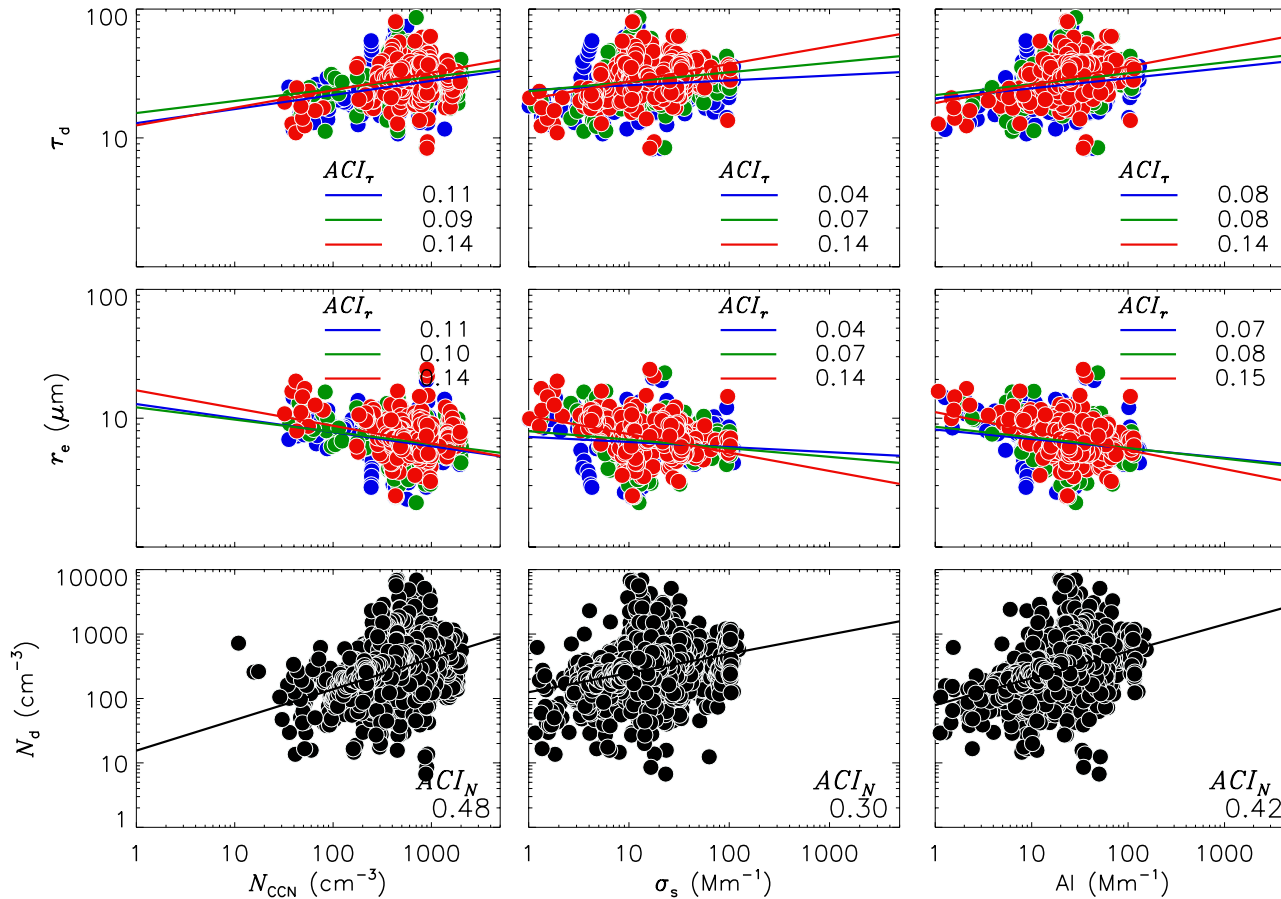 100
10
τd
ACIτ
0.11
0.09
0.14
ACIτ
0.04
0.07
0.14
ACIτ
0.08
0.08
0.14
100
10
re (μm)
ACIr
0.11
0.10
0.14
ACIr
0.04
0.07
0.14
ACIr
0.07
0.08
0.15
10000
1000
100
10
1
Nd (cm⁻³)
ACIN
0.48
ACIN
0.30
ACIN
0.42
1 10 100 1000
1 10 100 1000
1 10 100 1000
NCCN (cm⁻³)
σs (Mm⁻¹)
AI (Mm⁻¹)